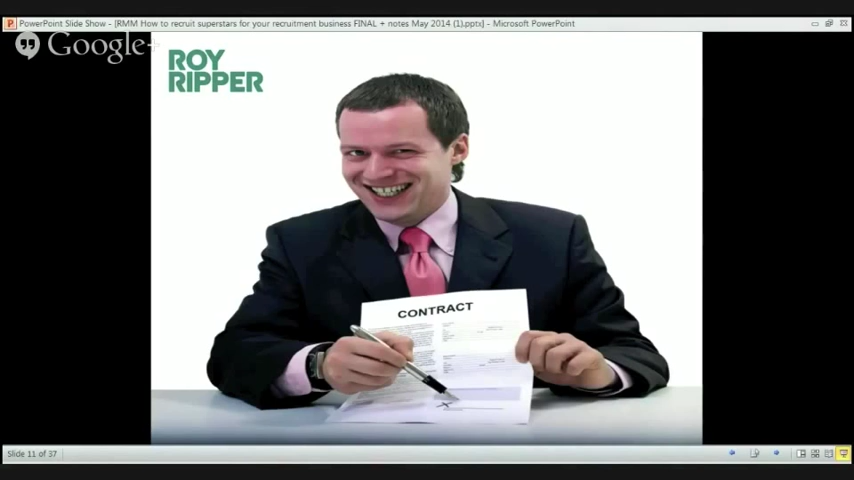 PowerPoint Slide Show - [RMM How to recruit superstars for your recruitment business FINAL + notes May 2014 (1).pptx] - Microsoft PowerPoint
Google+
ROY
RIPPER
CONTRACT
Slide 11 of 37